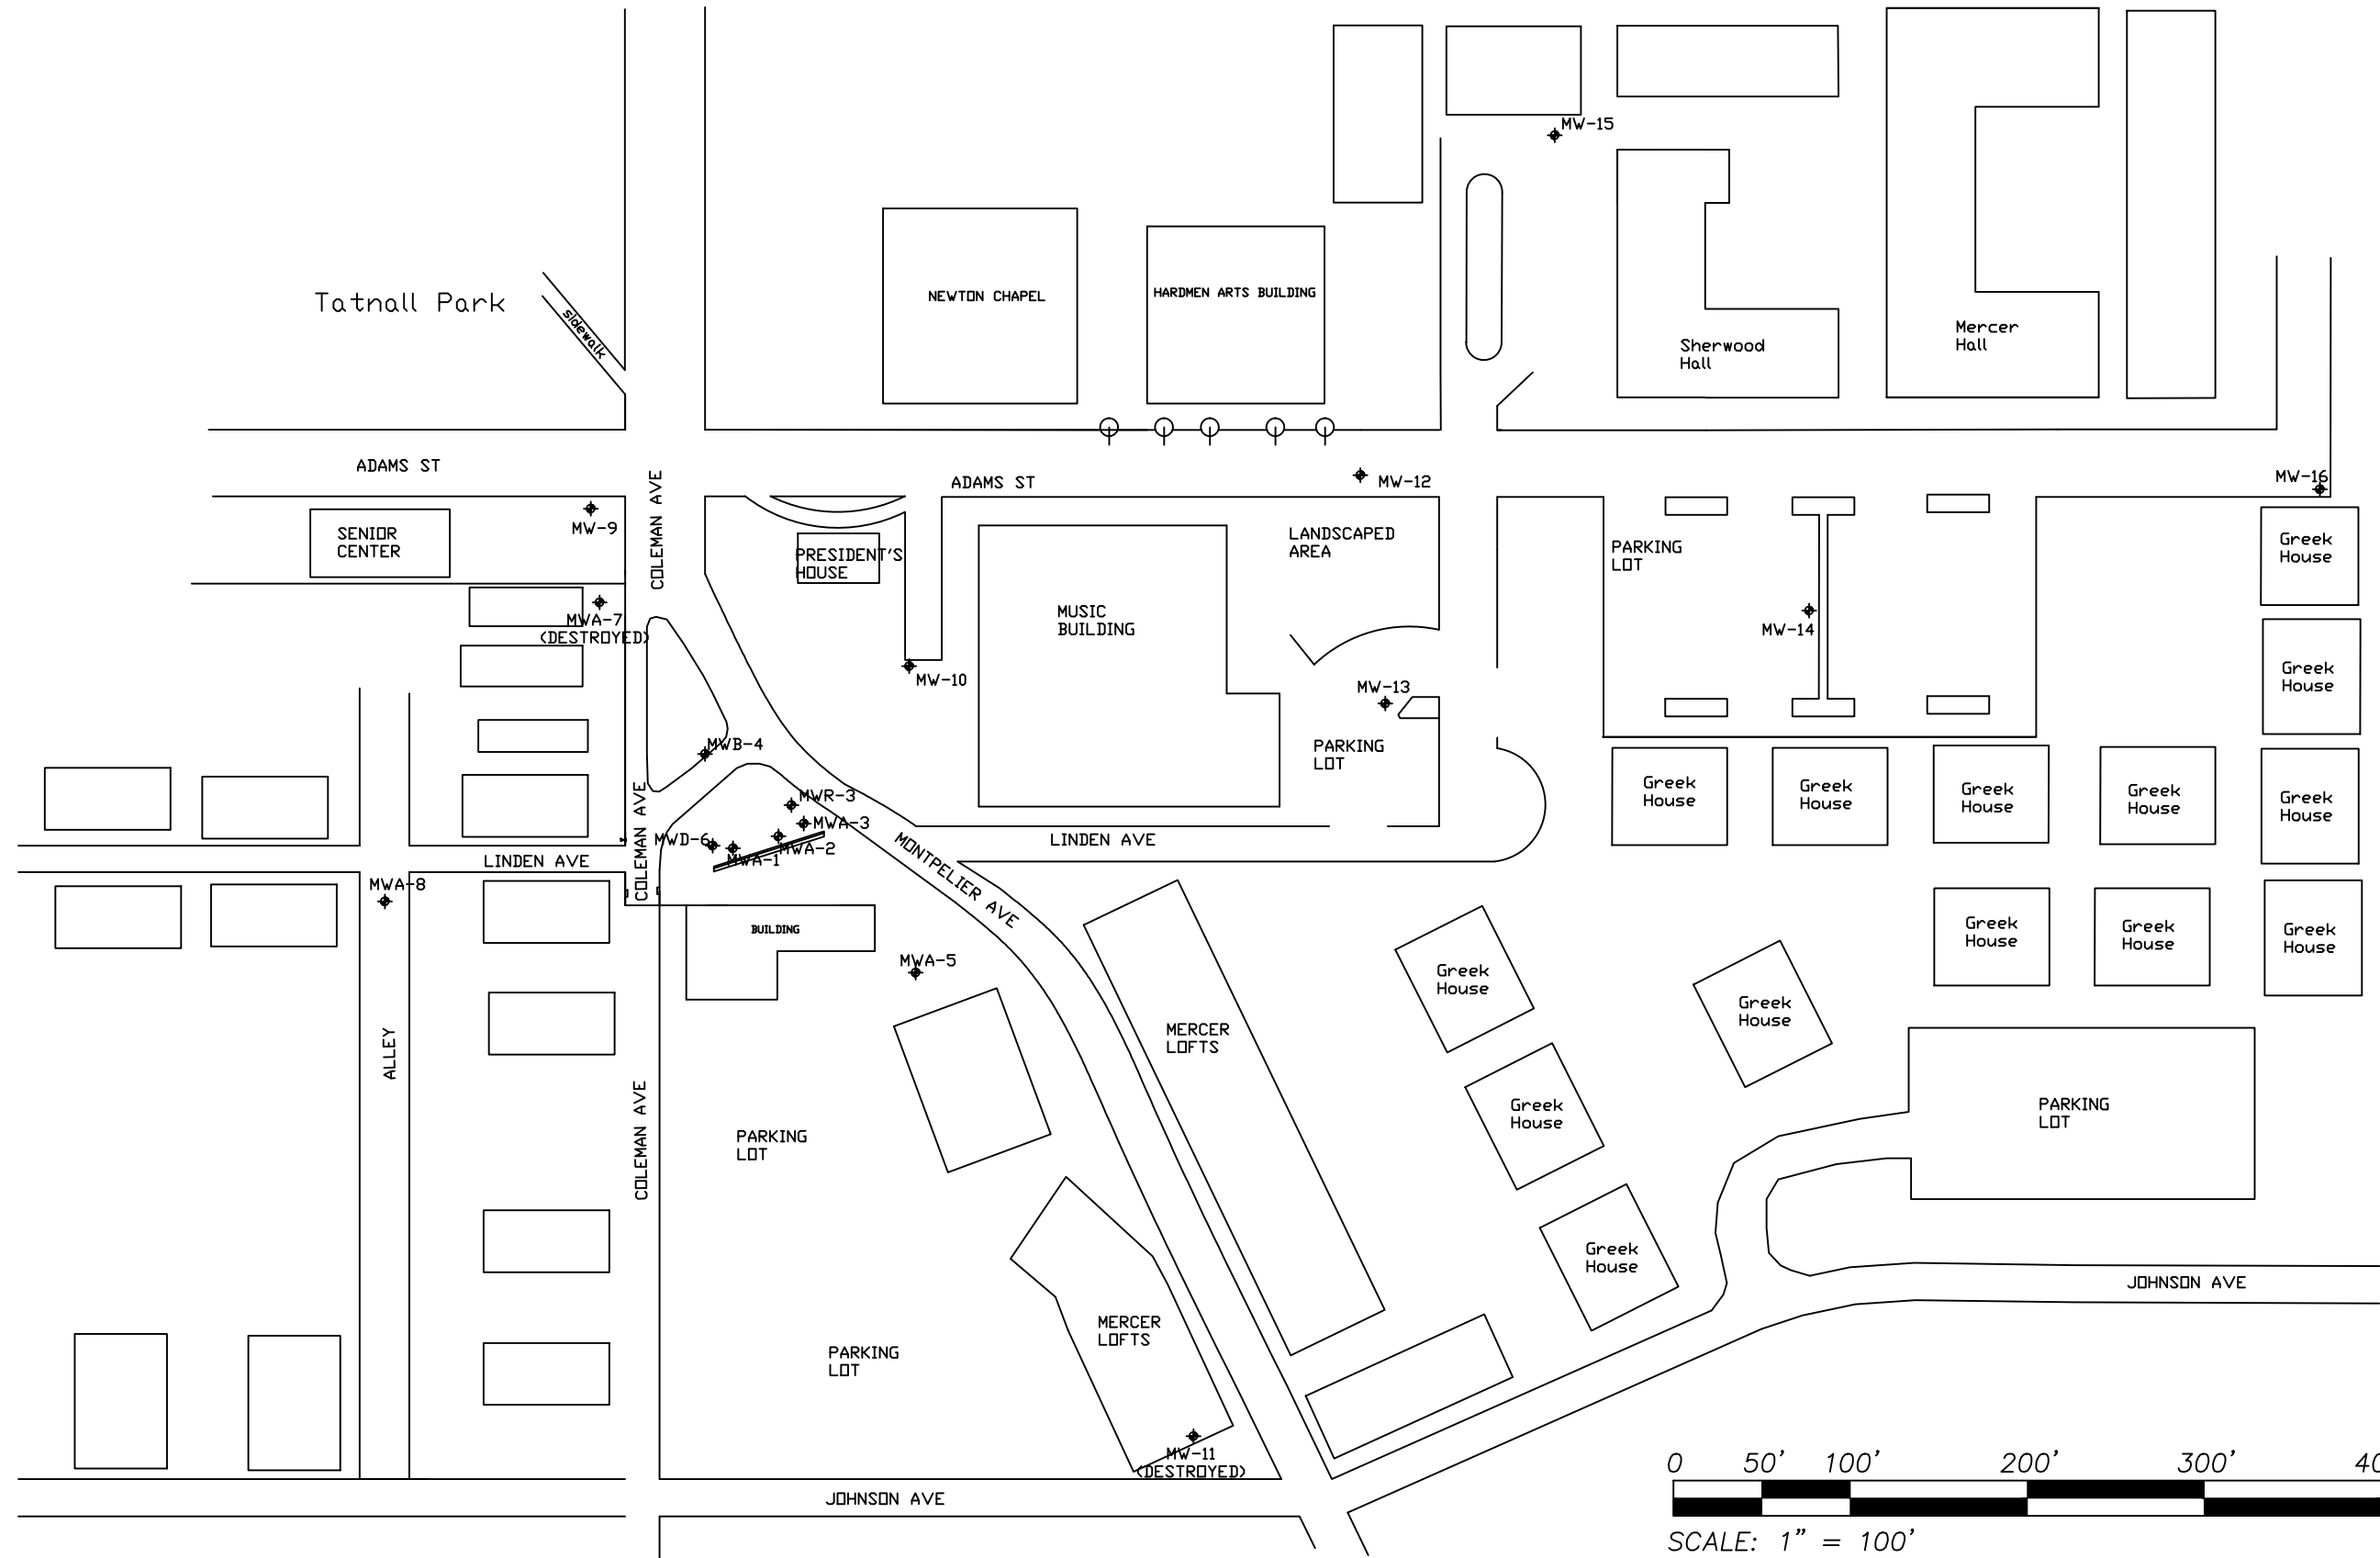 MW-15
Tatnall Park
sidewalk
NEWTON CHAPEL
HARDMEN ARTS BUILDING
Sherwood
Hall
Mercer
Hall
ADAMS ST
COLEMAN AVE
ADAMS ST
MW-12
MW-16
MW-9
SENIOR
CENTER
PRESIDENT'S
HOUSE
LANDSCAPED
AREA
PARKING
LOT
Greek
House
MWA-7
(DESTROYED)
MUSIC
BUILDING
MW-14
MW-10
MW-13
Greek
House
MWB-4
PARKING
LOT
MWR-3
MWA-3
Greek
House
Greek
House
Greek
House
Greek
House
Greek
House
MWD-6
MWA-1
MWA-2
COLEMAN AVE
LINDEN AVE
LINDEN AVE
MONTPELIER AVE
MWA-8
BUILDING
MWA-5
Greek
House
Greek
House
Greek
House
Greek
House
Greek
House
MERCER
LOFTS
ALLEY
COLEMAN AVE
PARKING
LOT
Greek
House
PARKING
LOT
Greek
House
JOHNSON AVE
MERCER
LOFTS
PARKING
LOT
MW-11
(DESTROYED)
JOHNSON AVE
0 50' 100' 200' 300'
SCALE: 1" = 100'